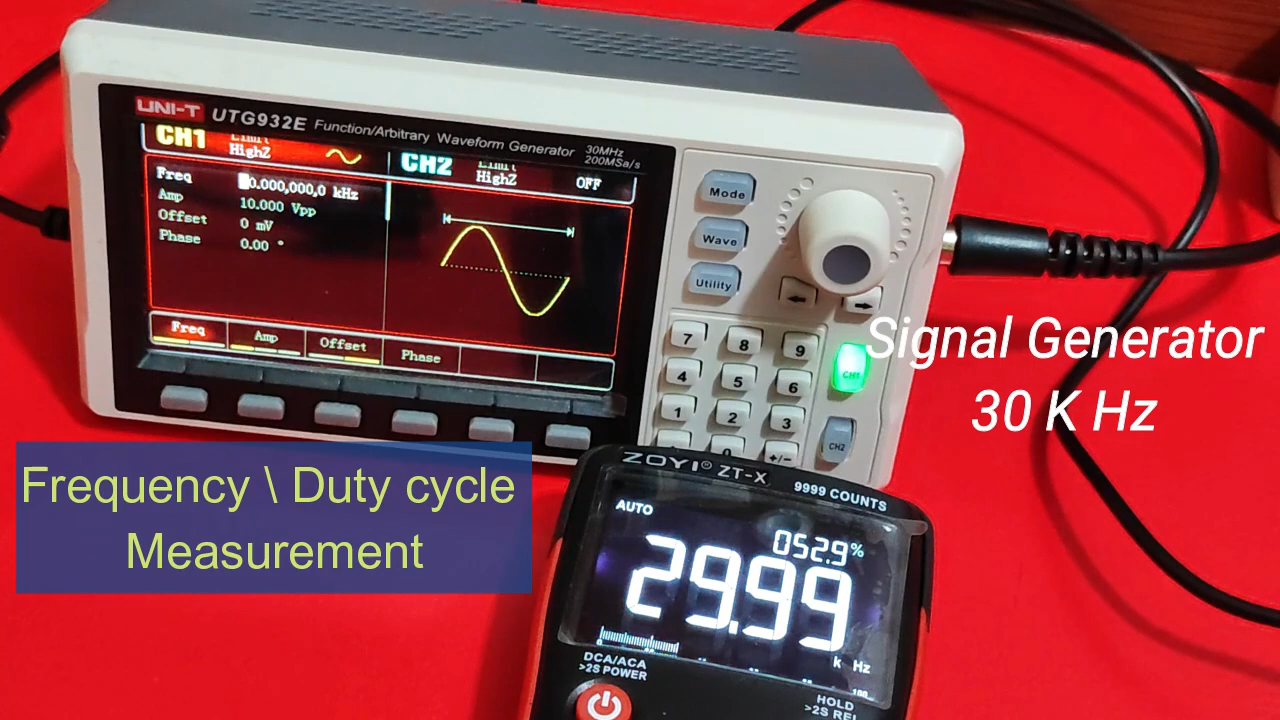 UNI-T UTG932E Function/Arbitrary Waveform Generator 30MHz
200MSa/s
CH1 Limit
HighZ
CH2 Limit
HighZ OFF
Freq 0.000,000,0 kHz
Amp 10.000 Vpp
Offset 0 mV
Phase 0.00 °
Freq Amp Offset Phase
Mode
Wave
Utility
7 8 9
4 5 6
1 2 3
0 +/-
CH1
CH2
Signal Generator
30 K Hz
Frequency \ Duty cycle
Measurement
ZOYI® ZT-X 9999 COUNTS
AUTO
052.9%
29.99
k Hz
100
DCA/ACA
>2S POWER
HOLD
>2S REL